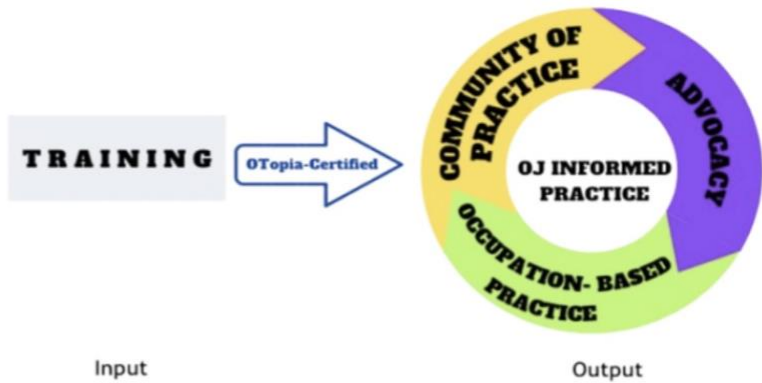 TRAINING
OTopia-Certified
COMMUNITY OF
PRACTICE
ADVOCACY
OJ INFORMED
PRACTICE
OCCUPATION- BASED
PRACTICE
Input
Output